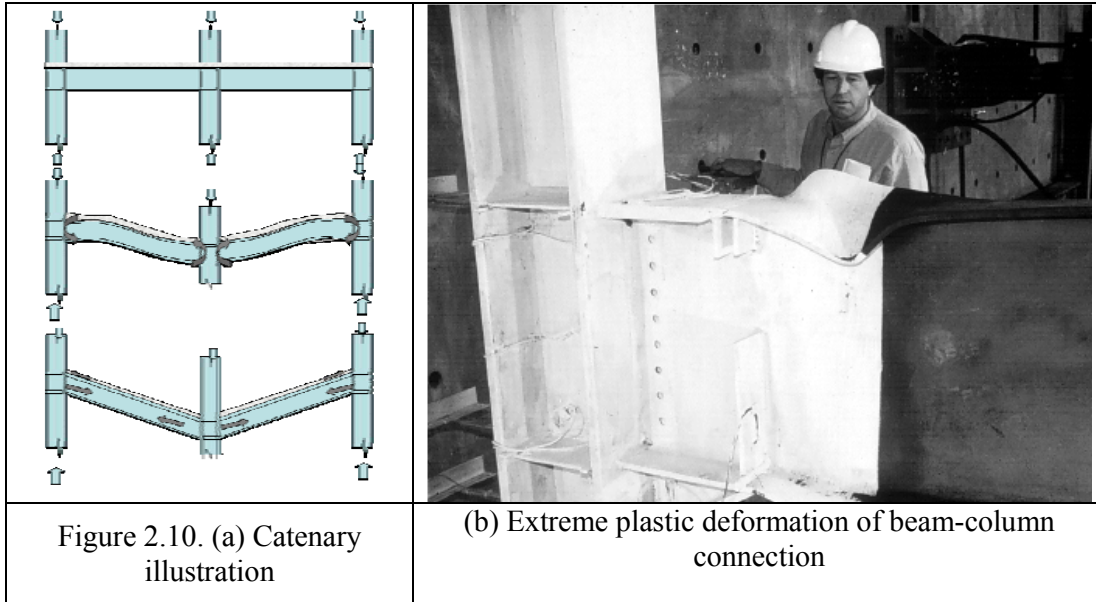 Figure 2.10. (a) Catenary
illustration
(b) Extreme plastic deformation of beam-column
connection